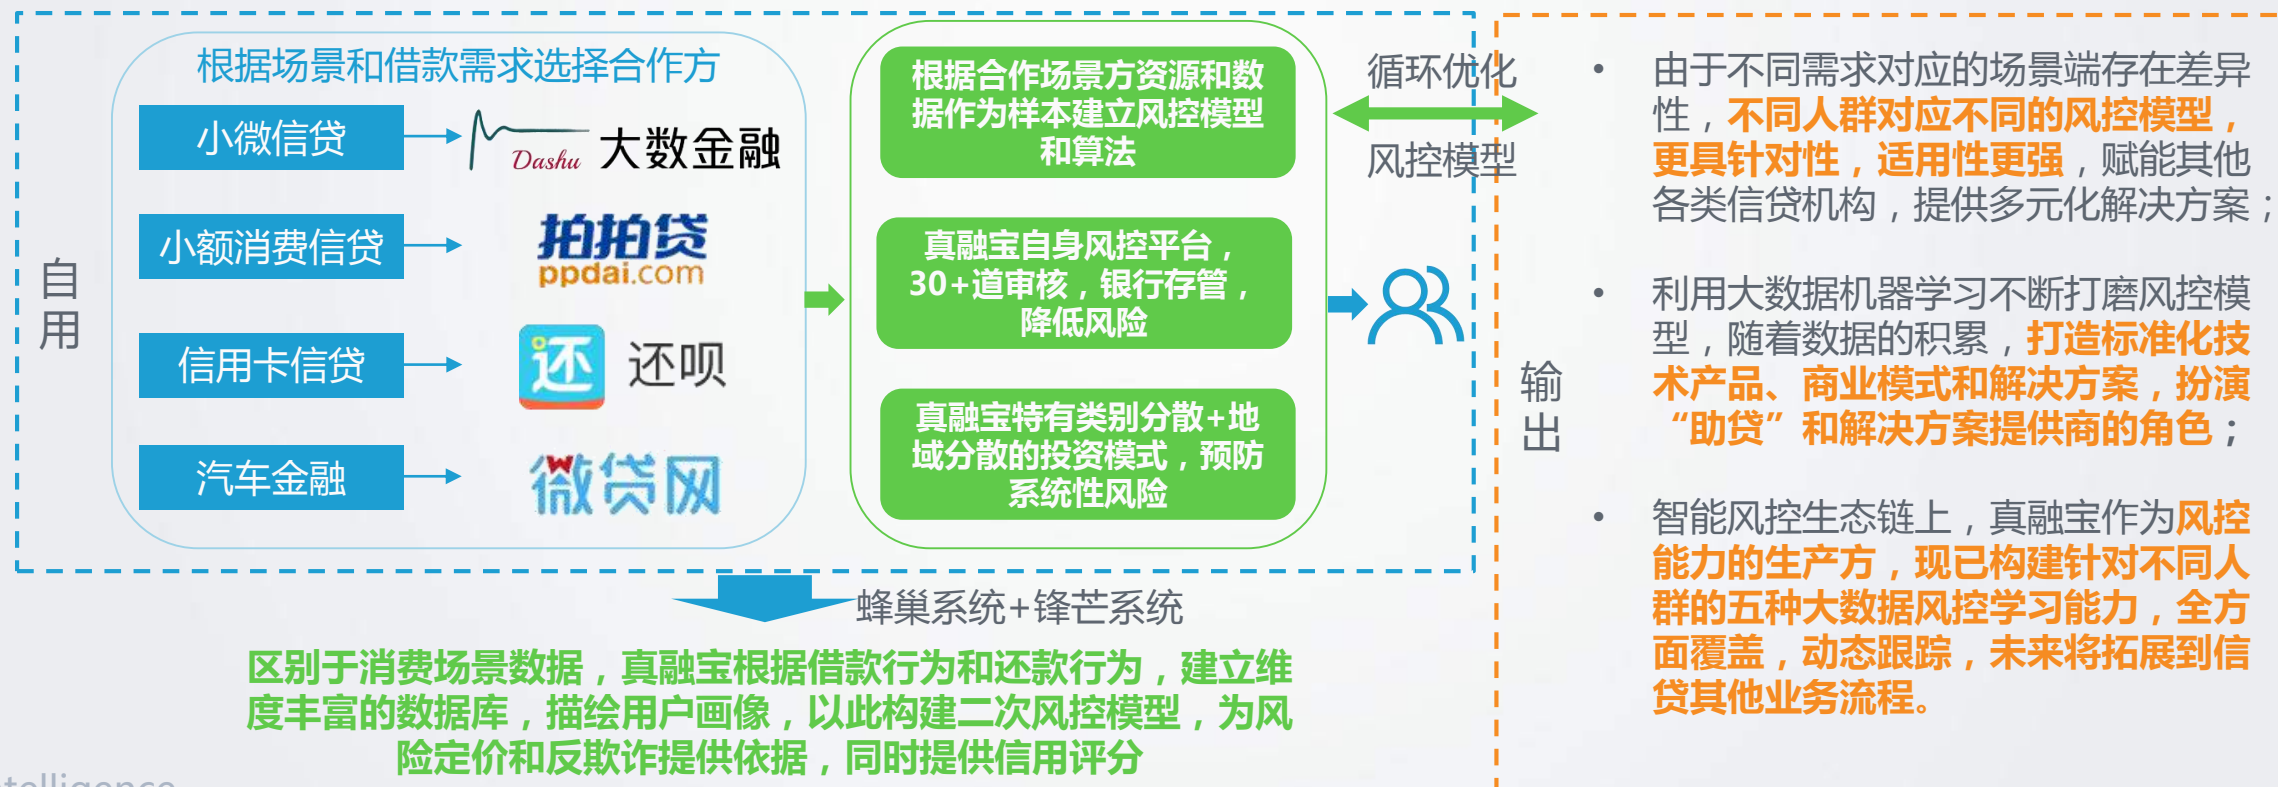 自
用
根据场景和借款需求选择合作方
小微信贷
Dashu 大数金融
小额消费信贷
拍拍贷
ppdai.com
信用卡信贷
还 还呗
汽车金融
微贷网
根据合作场景方资源和数
据作为样本建立风控模型
和算法
真融宝自身风控平台，
30+道审核，银行存管，
降低风险
真融宝特有类别分散+地
域分散的投资模式，预防
系统性风险
循环优化
风控模型
蜂巢系统+锋芒系统
区别于消费场景数据，真融宝根据借款行为和还款行为，建立维
度丰富的数据库，描绘用户画像，以此构建二次风控模型，为风
险定价和反欺诈提供依据，同时提供信用评分
输
出
• 由于不同需求对应的场景端存在差异
性，不同人群对应不同的风控模型，
更具针对性，适用性更强，赋能其他
各类信贷机构，提供多元化解决方案；
• 利用大数据机器学习不断打磨风控模
型，随着数据的积累，打造标准化技
术产品、商业模式和解决方案，扮演
“助贷”和解决方案提供商的角色；
• 智能风控生态链上，真融宝作为风控
能力的生产方，现已构建针对不同人
群的五种大数据风控学习能力，全方
面覆盖，动态跟踪，未来将拓展到信
贷其他业务流程。